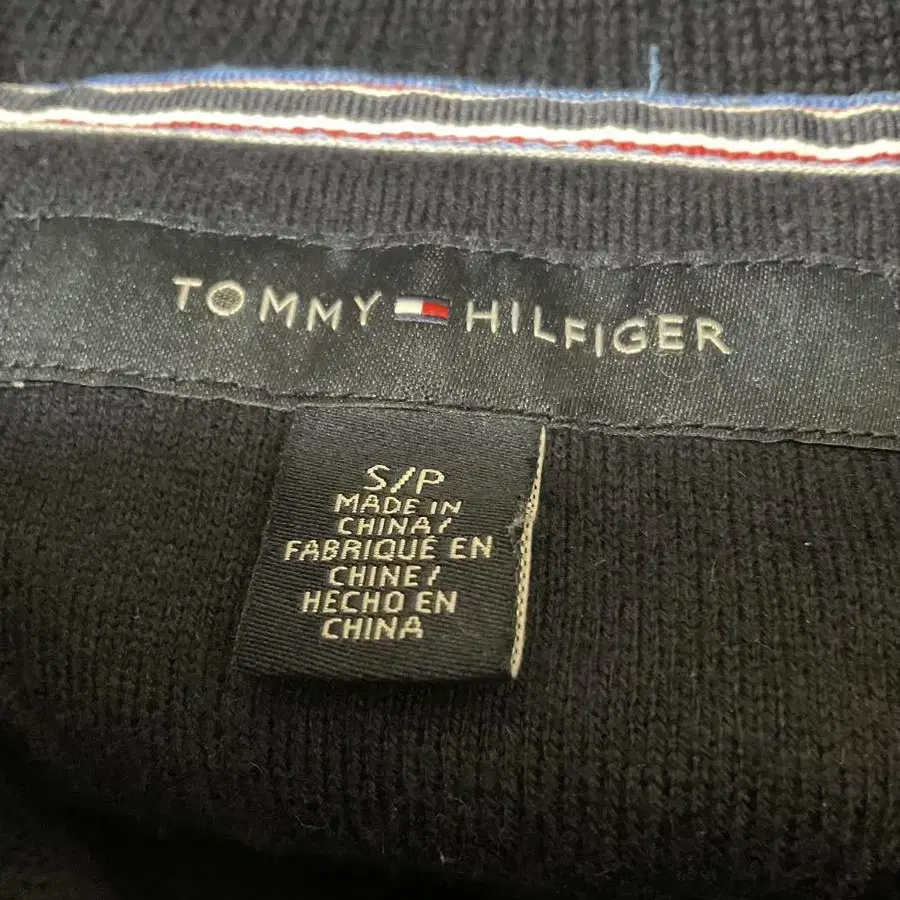 TOMMY HILFIGER
S/P
MADE IN
CHINA/
FABRIQUÉ EN
CHINE/
HECHO EN
CHINA